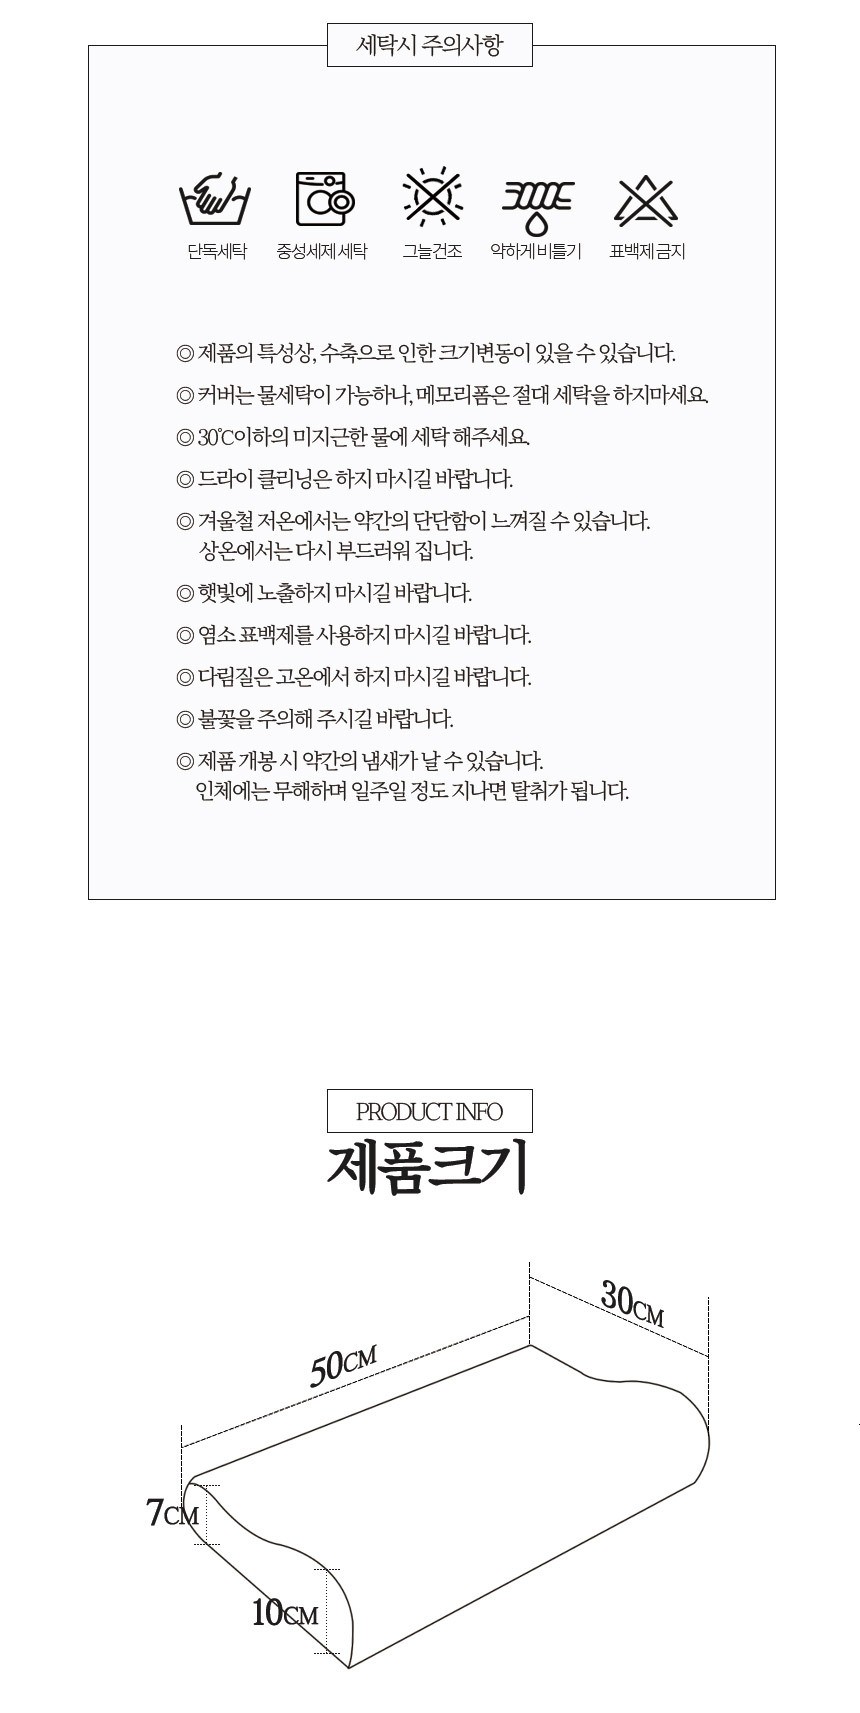 세탁시 주의사항
단독세탁 중성세제 세탁 그늘건조 약하게 비틀기 표백제 금지
◎ 제품의 특성상, 수축으로 인한 크기변동이 있을 수 있습니다.
◎ 커버는 물세탁이 가능하나, 메모리폼은 절대 세탁을 하지마세요.
◎ 30℃이하의 미지근한 물에 세탁 해주세요.
◎ 드라이 클리닝은 하지 마시길 바랍니다.
◎ 겨울철 저온에서는 약간의 단단함이 느껴질 수 있습니다.
상온에서는 다시 부드러워 집니다.
◎ 햇빛에 노출하지 마시길 바랍니다.
◎ 염소 표백제를 사용하지 마시길 바랍니다.
◎ 다림질은 고온에서 하지 마시길 바랍니다.
◎ 불꽃을 주의해 주시길 바랍니다.
◎ 제품 개봉 시 약간의 냄새가 날 수 있습니다.
인체에는 무해하며 일주일 정도 지나면 탈취가 됩니다.
PRODUCT INFO
제품크기
30CM
50CM
7CM
10CM